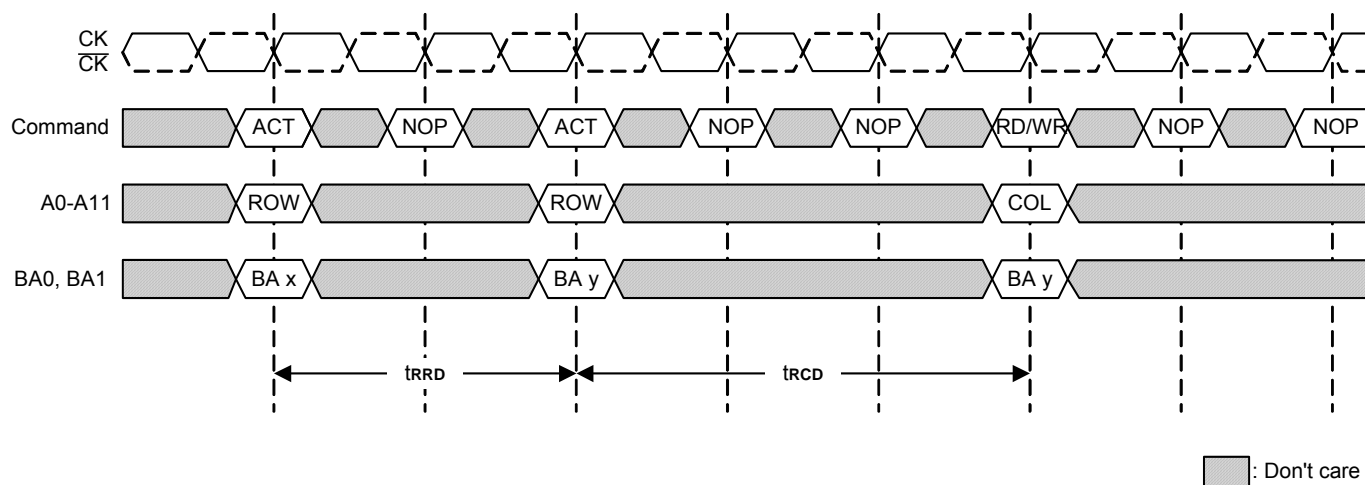 CK
CK
Command ACT NOP ACT NOP NOP RD/WR NOP NOP
A0-A11 ROW ROW COL
BA0, BA1 BA x BA y BA y
tRRD tRCD
: Don't care